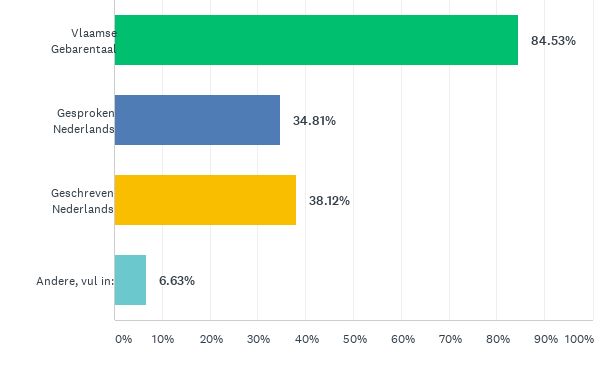 Vlaamse
Gebarentaal
84.53%
Gesproken
Nederlands
34.81%
Geschreven
Nederlands
38.12%
Andere, vul in:
6.63%
0% 10% 20% 30% 40% 50% 60% 70% 80% 90% 100%